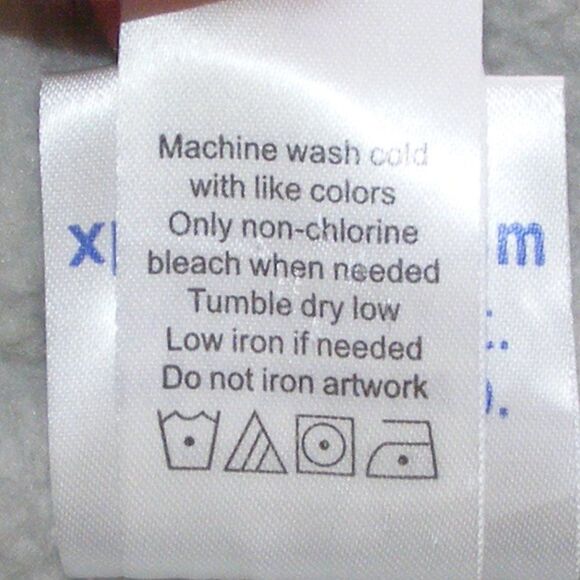 Machine wash cold
with like colors
Only non-chlorine
bleach when needed
Tumble dry low
Low iron if needed
Do not iron artwork